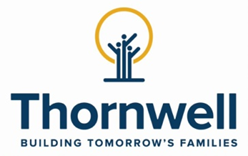 Thornwell
BUILDING TOMORROW'S FAMILIES